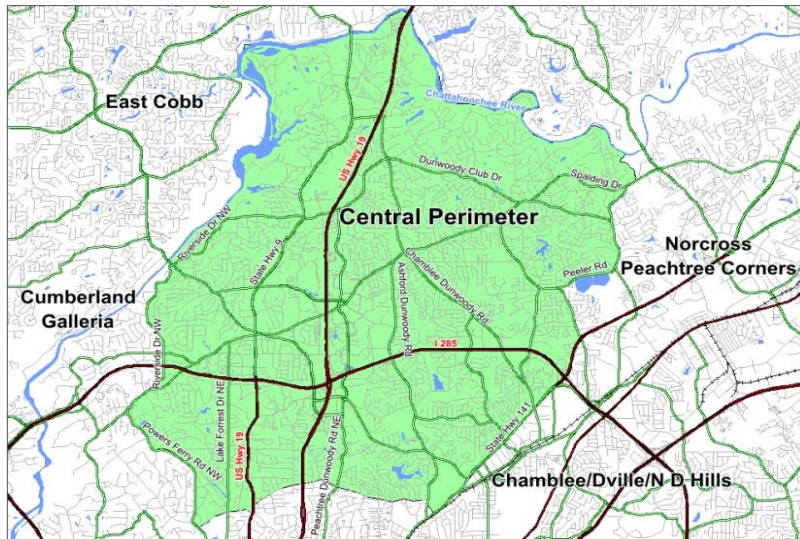 East Cobb
Chattahoochee River
US Hwy 19
Dunwoody Club Dr
Spalding Dr
Central Perimeter
Riverside Dr NW
State Hwy 9
Norcross
Peachtree Corners
Chamblee Dunwoody Rd
Ashford Dunwoody Rd
Peeler Rd
Cumberland
Galleria
Riverside Dr NW
I 285
Lake Forrest Dr NE
State Hwy 141
Powers Ferry Rd NW
US Hwy 19
Peachtree Dunwoody Rd NE
Chamblee/Dville/N D Hills